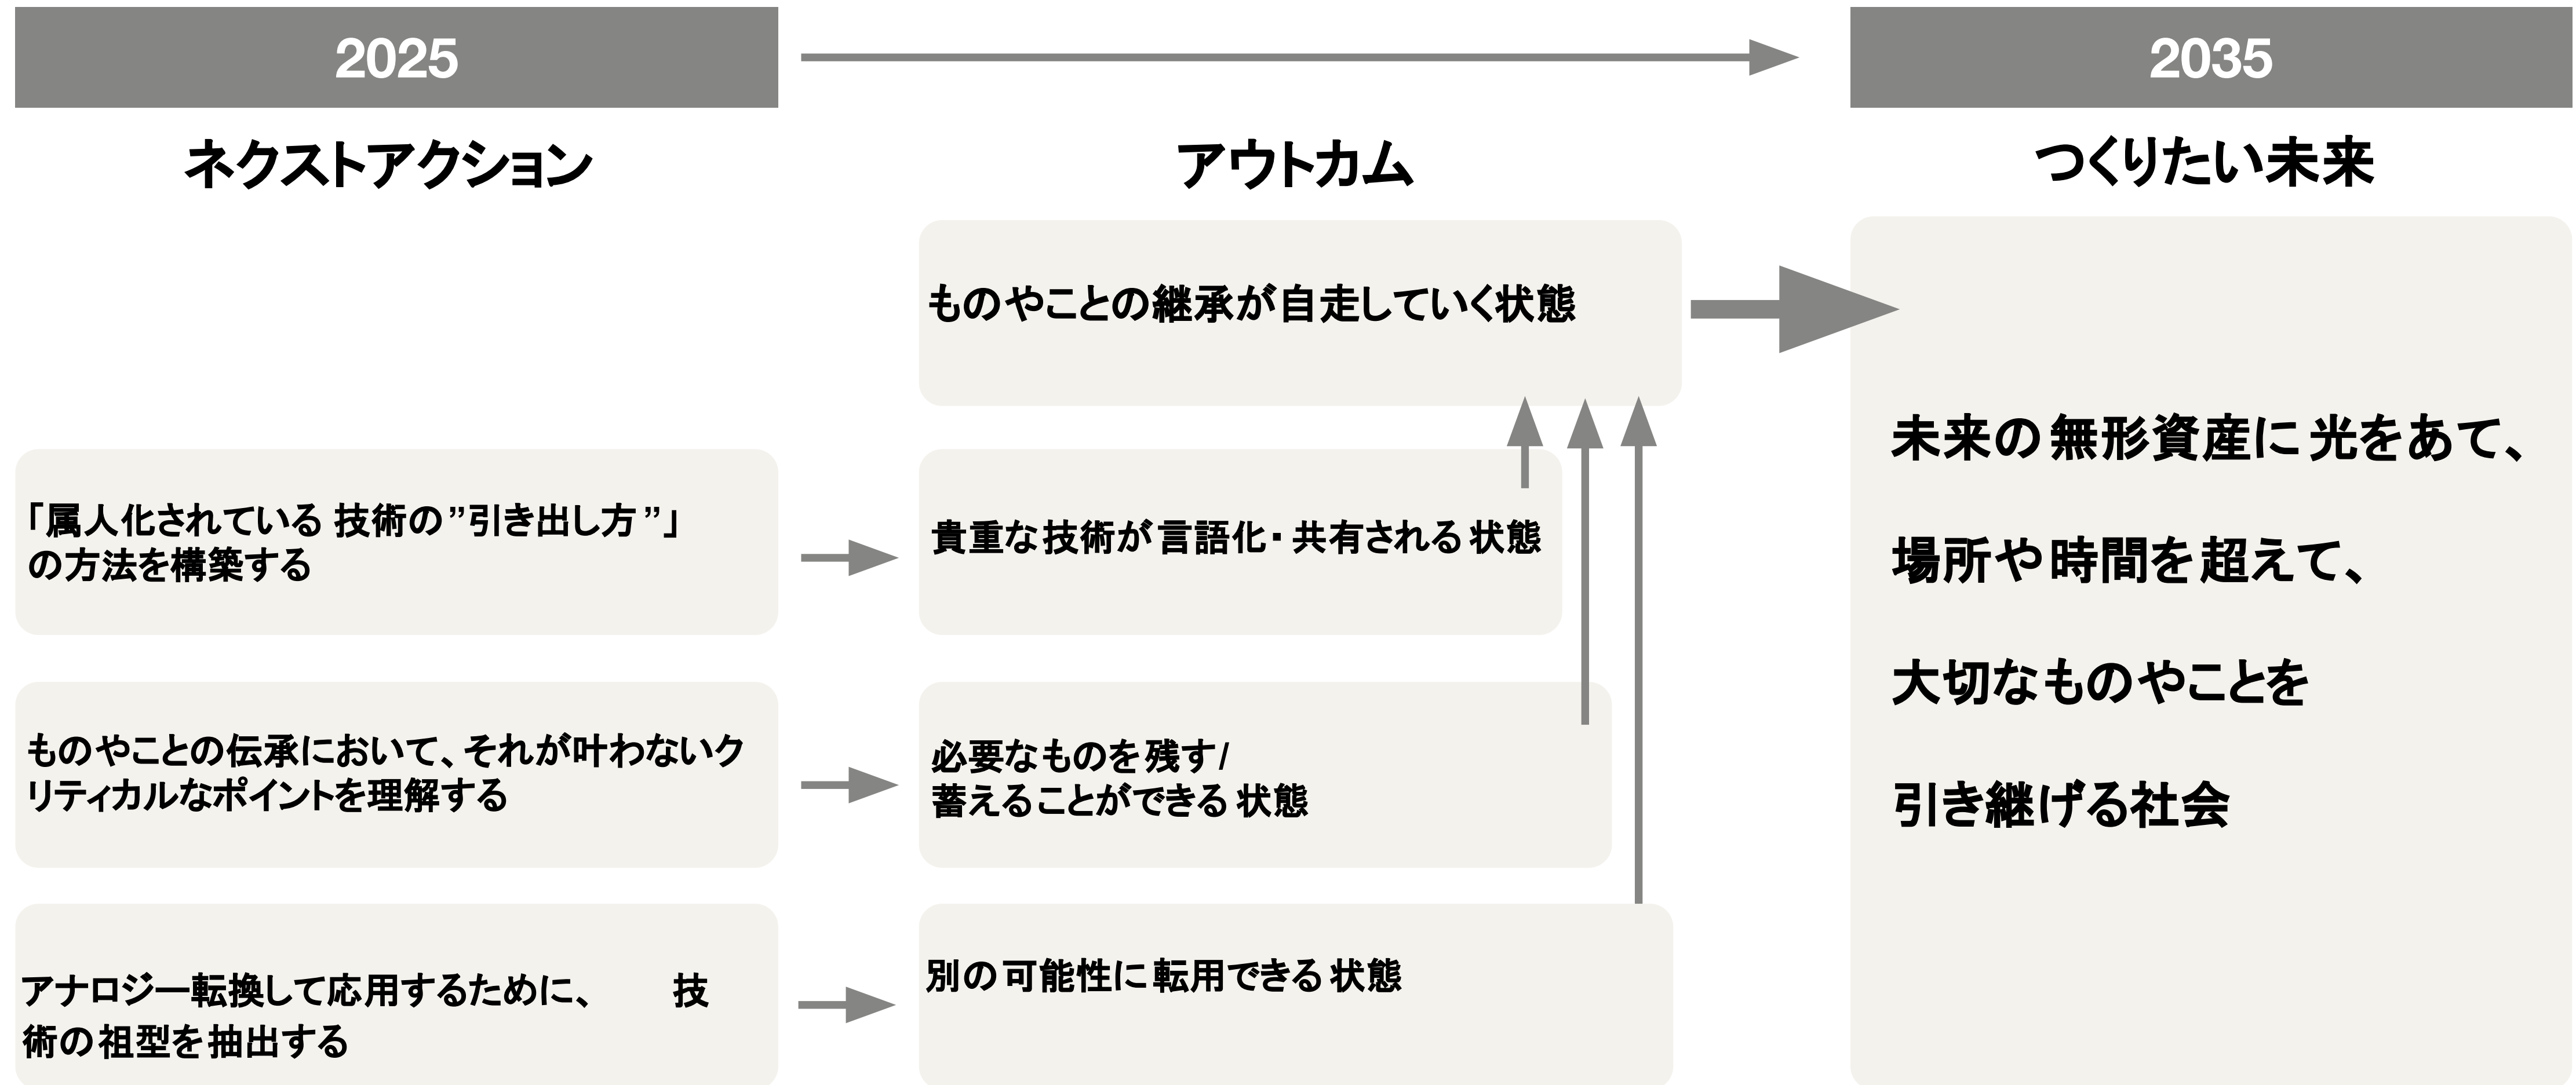 2025
2035
ネクストアクション
アウトカム
つくりたい未来
ものやことの継承が自走していく状態
「属人化されている技術の”引き出し方”」
の方法を構築する
貴重な技術が言語化・共有される状態
ものやことの伝承において、それが叶わないク
リティカルなポイントを理解する
必要なものを残す/
蓄えることができる状態
アナロジー転換して応用するために、 技
術の祖型を抽出する
別の可能性に転用できる状態
未来の無形資産に光をあて、
場所や時間を超えて、
大切なものやことを
引き継げる社会